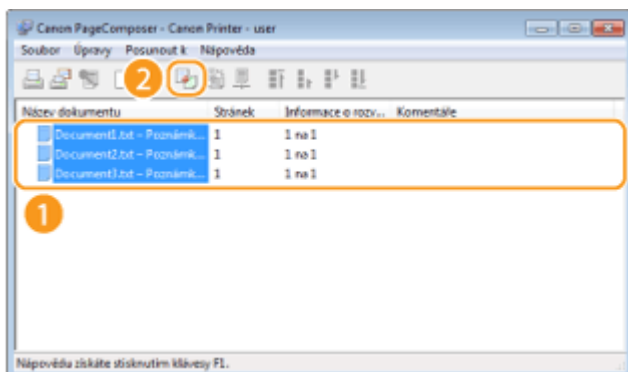 Canon PageComposer - Canon Printer - user
Soubor Úpravy Posunout k Nápověda
2
Název dokumentu Stránek Informace o rozv... Komentáře
Document1.txt – Poznámk... 1 1 na 1
Document2.txt – Poznámk... 1 1 na 1
Document3.txt – Poznámk... 1 1 na 1
1
Nápovědu získáte stisknutím klávesy F1.